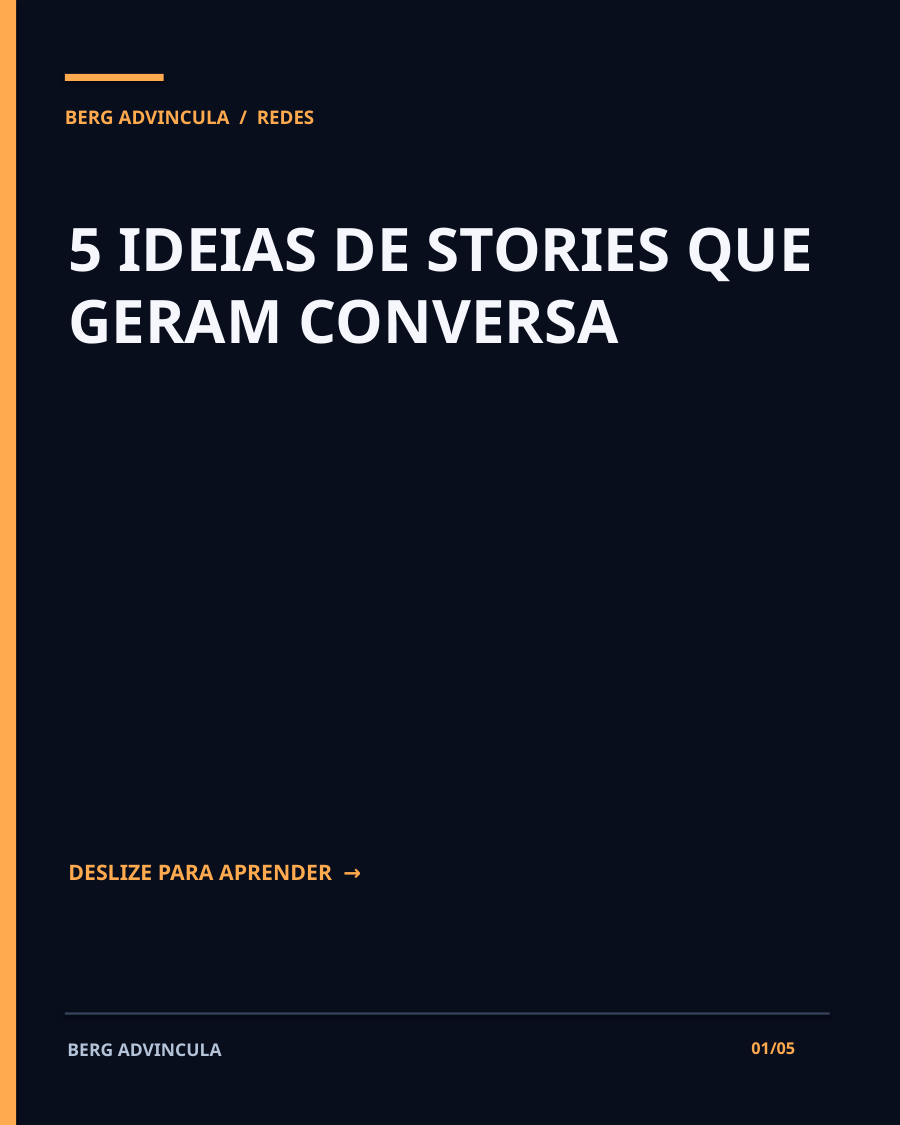 BERG ADVINCULA / REDES
5 IDEIAS DE STORIES QUE
GERAM CONVERSA
DESLIZE PARA APRENDER →
BERG ADVINCULA
01/05